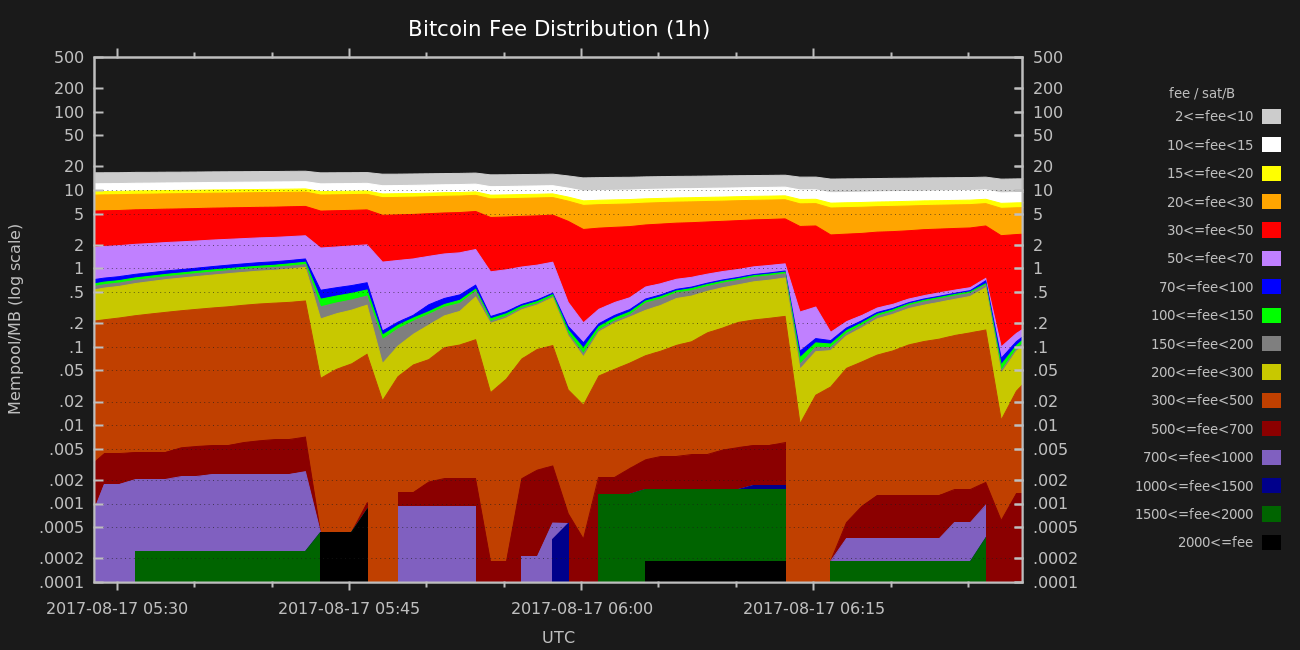 Bitcoin Fee Distribution (1h)
500
200
100
50
20
10
5
2
1
.5
.2
.1
.05
.02
.01
.005
.002
.001
.0005
.0002
.0001
Mempool/MB (log scale)
500
200
100
50
20
10
5
2
1
.5
.2
.1
.05
.02
.01
.005
.002
.001
.0005
.0002
.0001
2017-08-17 05:30 2017-08-17 05:45 2017-08-17 06:00 2017-08-17 06:15
UTC
fee / sat/B
2<=fee<10
10<=fee<15
15<=fee<20
20<=fee<30
30<=fee<50
50<=fee<70
70<=fee<100
100<=fee<150
150<=fee<200
200<=fee<300
300<=fee<500
500<=fee<700
700<=fee<1000
1000<=fee<1500
1500<=fee<2000
2000<=fee